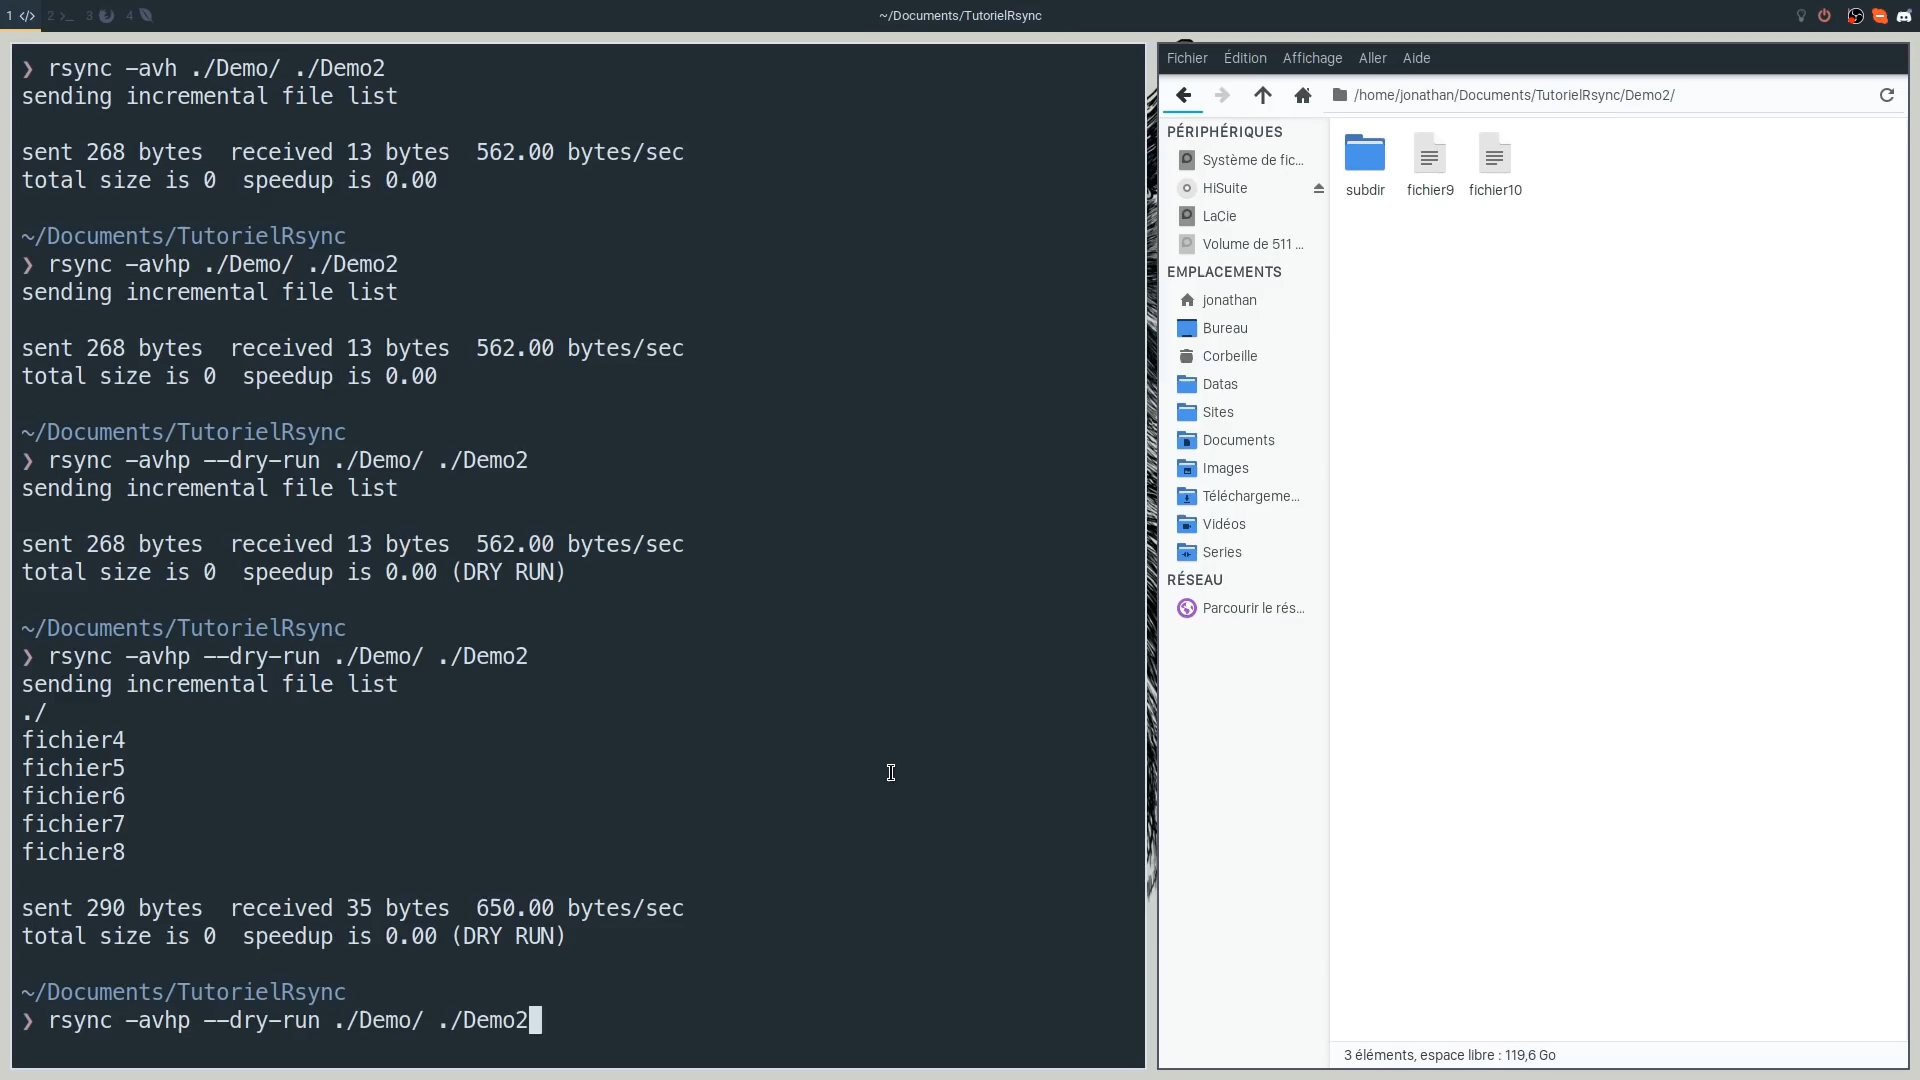 1 </> 2 >_ 3 4
~/Documents/TutorielRsync
❯ rsync -avh ./Demo/ ./Demo2
sending incremental file list
sent 268 bytes  received 13 bytes  562.00 bytes/sec
total size is 0  speedup is 0.00
~/Documents/TutorielRsync
❯ rsync -avhp ./Demo/ ./Demo2
sending incremental file list
sent 268 bytes  received 13 bytes  562.00 bytes/sec
total size is 0  speedup is 0.00
~/Documents/TutorielRsync
❯ rsync -avhp --dry-run ./Demo/ ./Demo2
sending incremental file list
sent 268 bytes  received 13 bytes  562.00 bytes/sec
total size is 0  speedup is 0.00 (DRY RUN)
~/Documents/TutorielRsync
❯ rsync -avhp --dry-run ./Demo/ ./Demo2
sending incremental file list
./
fichier4
fichier5
fichier6
fichier7
fichier8
sent 290 bytes  received 35 bytes  650.00 bytes/sec
total size is 0  speedup is 0.00 (DRY RUN)
~/Documents/TutorielRsync
❯ rsync -avhp --dry-run ./Demo/ ./Demo2
Fichier Édition Affichage Aller Aide
/home/jonathan/Documents/TutorielRsync/Demo2/
PÉRIPHÉRIQUES
Système de fic...
HiSuite
LaCie
Volume de 511 ...
EMPLACEMENTS
jonathan
Bureau
Corbeille
Datas
Sites
Documents
Images
Téléchargeme...
Vidéos
Series
RÉSEAU
Parcourir le rés...
subdir fichier9 fichier10
3 éléments, espace libre : 119,6 Go